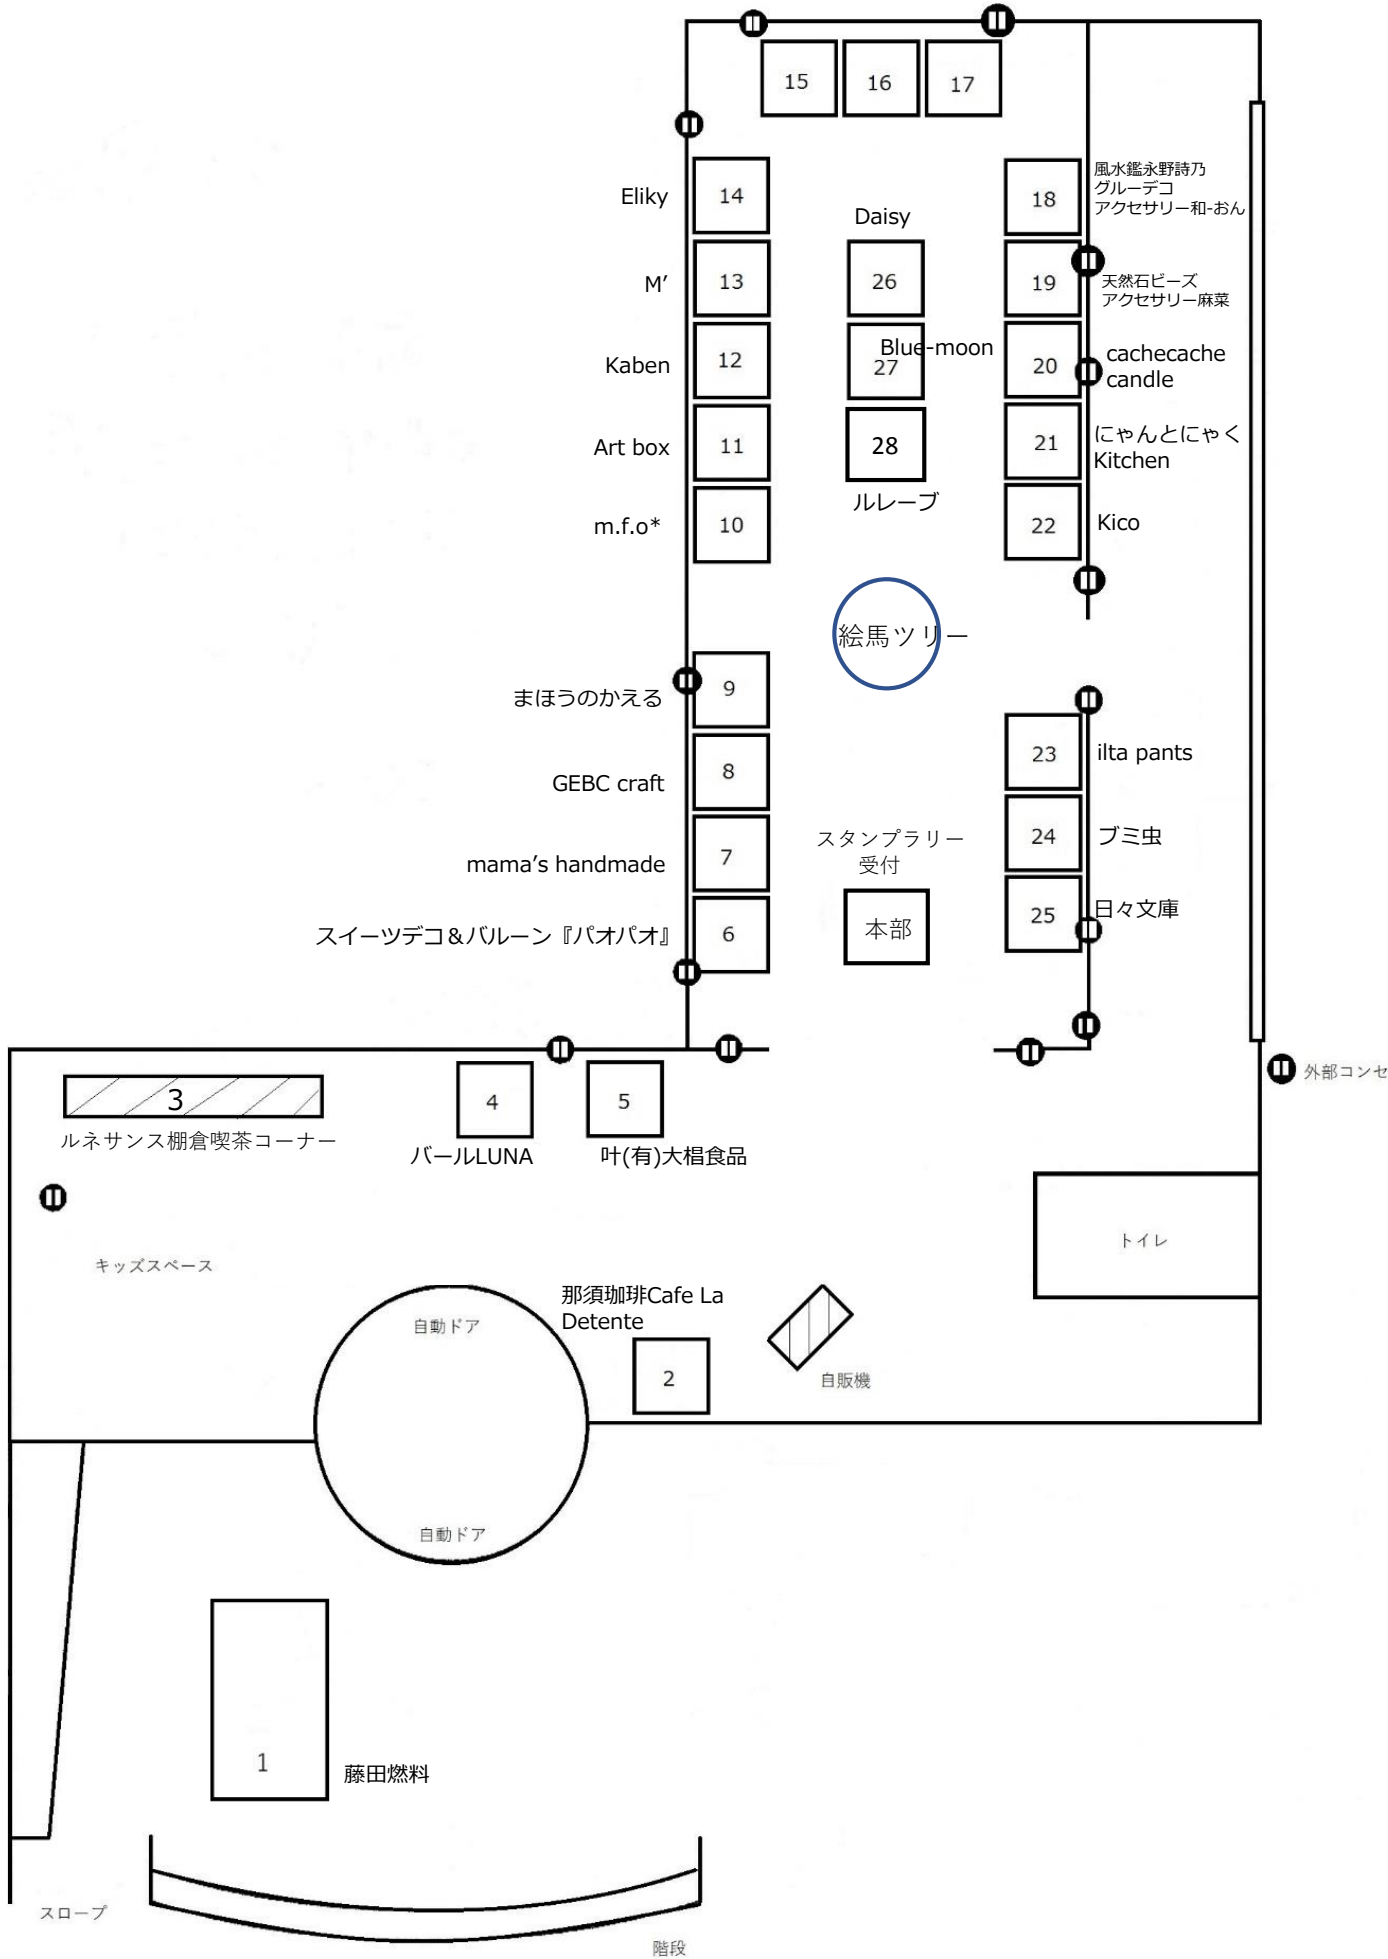 15
16
17
Eliky
14
18
風水鑑永野詩乃
グルーデコ
アクセサリー和-おん
Daisy
M’
13
26
19
天然石ビーズ
アクセサリー麻菜
Kaben
12
Blue-moon
27
20
cachecache
candle
Art box
11
28
ルレーブ
21
にゃんとにゃく
Kitchen
m.f.o*
10
22
Kico
絵馬ツリー
まほうのかえる
9
GEBC craft
8
23
ilta pants
mama’s handmade
7
スタンプラリー
受付
24
ブミ虫
スイーツデコ＆バルーン『パオパオ』
6
本部
25
日々文庫
外部コンセ
3
ルネサンス棚倉喫茶コーナー
4
バールLUNA
5
叶(有)大椙食品
トイレ
キッズスペース
自動ドア
那須珈琲Cafe La
Detente
2
自販機
自動ドア
1
藤田燃料
スロープ
階段